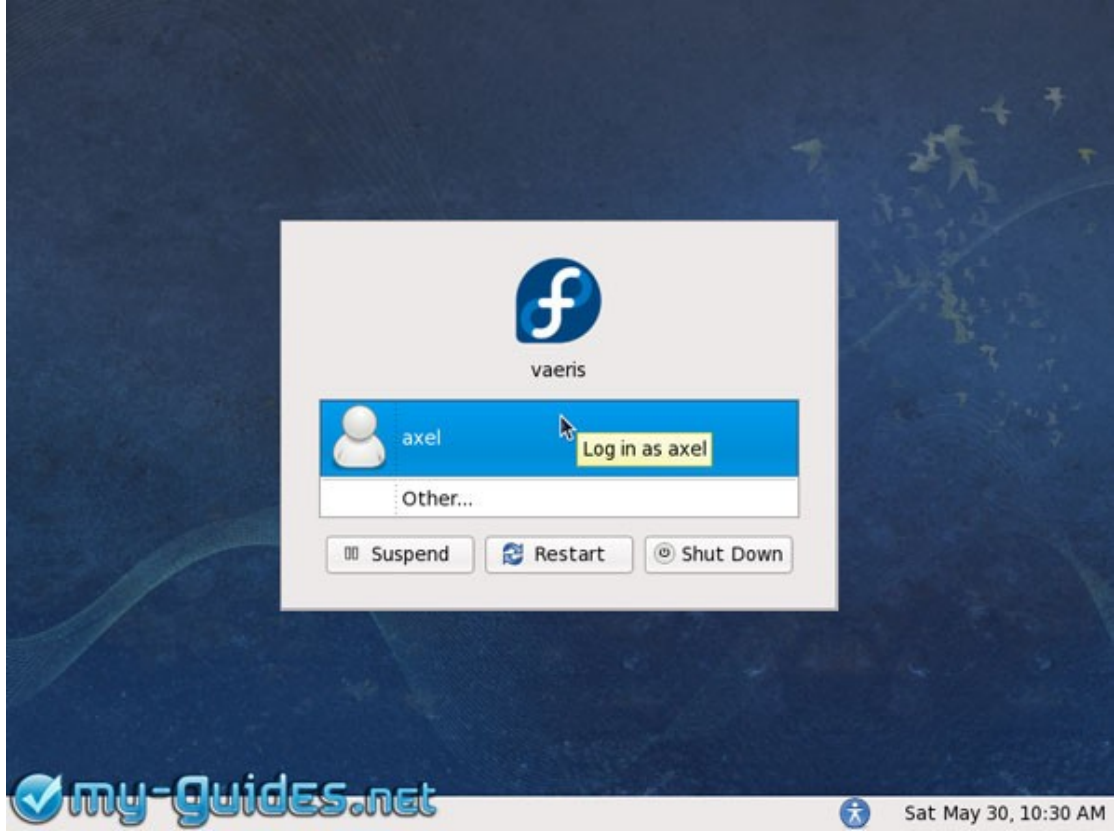 vaeris
axel
Log in as axel
Other...
Suspend
Restart
Shut Down
my-guides.net
Sat May 30, 10:30 AM